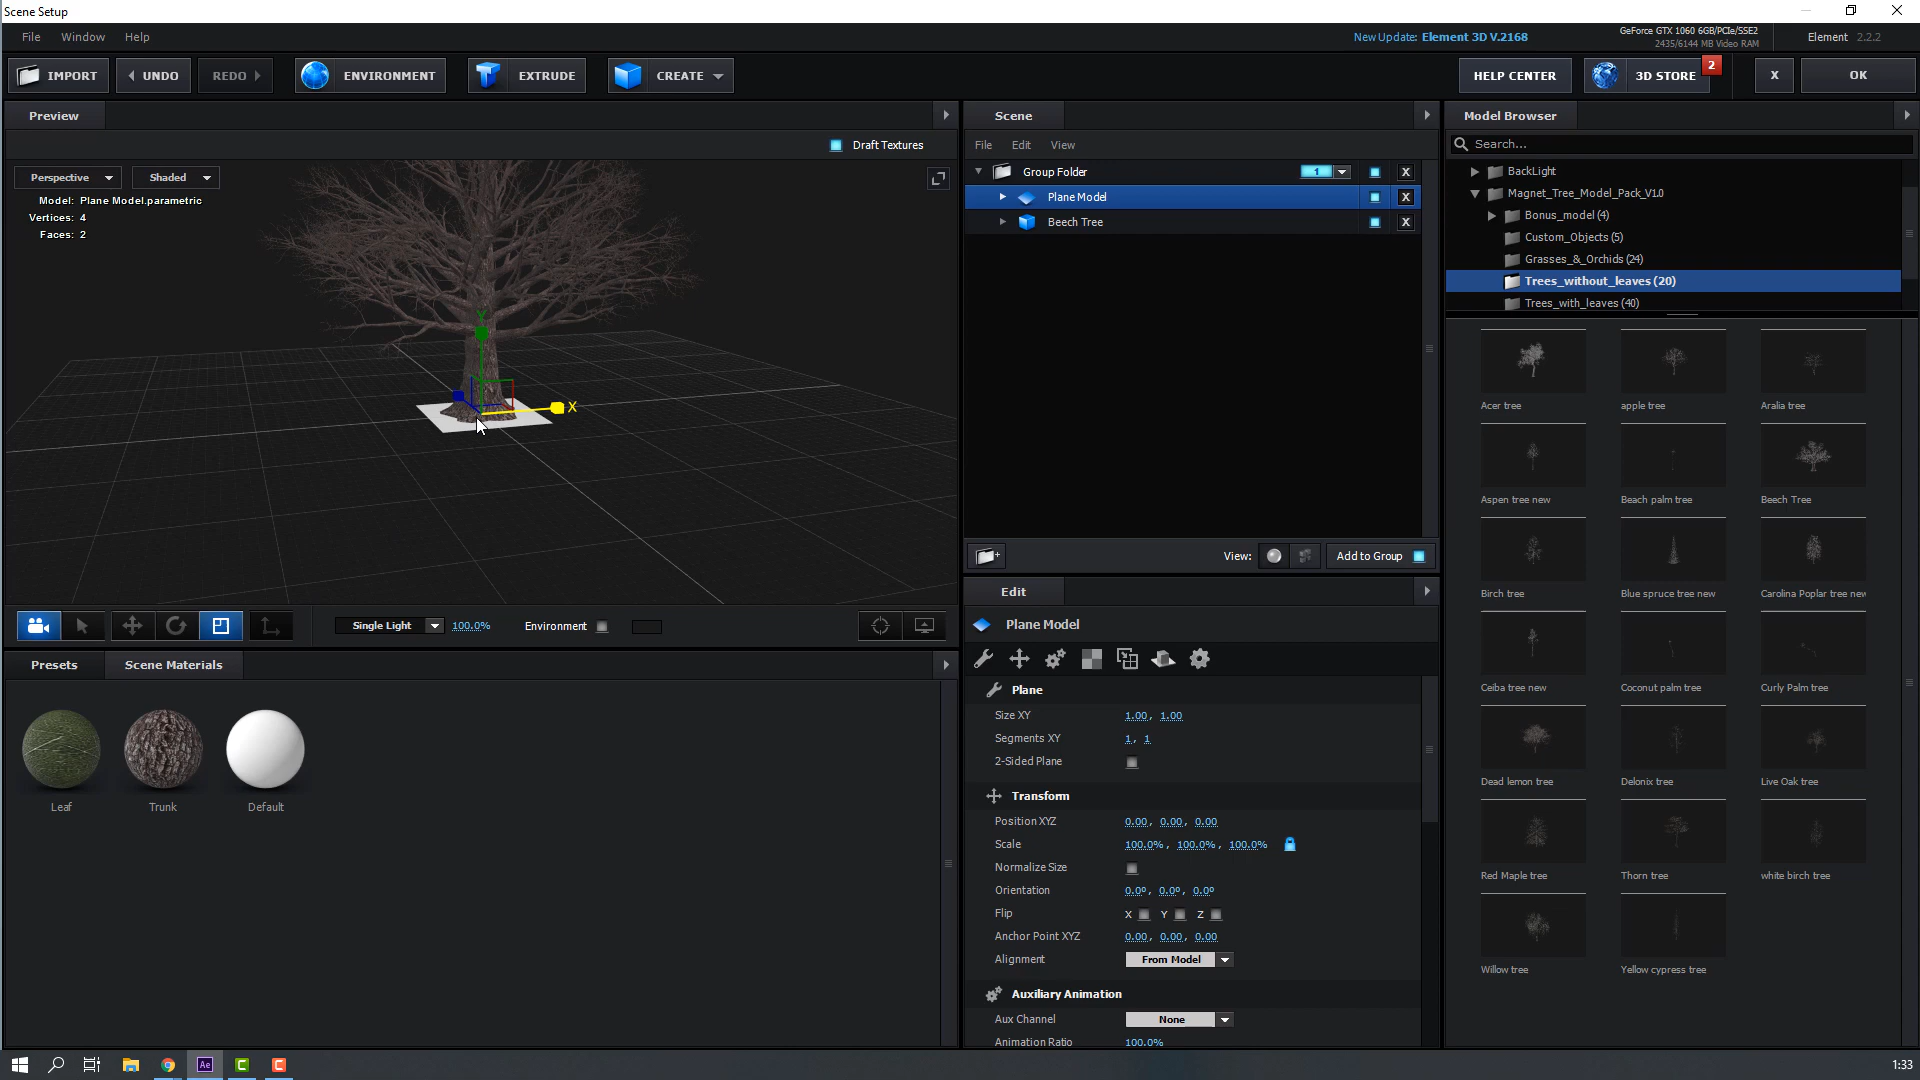 Scene Setup
File Window Help
New Update: Element 3D V.2168
GeForce GTX 1060 6GB/PCIe/SSE2
2435/6144 MB Video RAM
Element 2.2.2
IMPORT
UNDO
REDO
ENVIRONMENT
EXTRUDE
CREATE
HELP CENTER
3D STORE
2
X
OK
Preview
Draft Textures
Perspective
Shaded
Model: Plane Model.parametric
Vertices: 4
Faces: 2
Y
X
Single Light
100.0%
Environment
Presets
Scene Materials
Leaf
Trunk
Default
Scene
File Edit View
Group Folder
1
X
Plane Model
X
Beech Tree
X
View:
Add to Group
Edit
Plane Model
Plane
Size XY 1.00, 1.00
Segments XY 1, 1
2-Sided Plane
Transform
Position XYZ 0.00, 0.00, 0.00
Scale 100.0%, 100.0%, 100.0%
Normalize Size
Orientation 0.0º, 0.0º, 0.0º
Flip X Y Z
Anchor Point XYZ 0.00, 0.00, 0.00
Alignment From Model
Auxiliary Animation
Aux Channel None
Animation Ratio 100.0%
Model Browser
Search...
BackLight
Magnet_Tree_Model_Pack_V1.0
Bonus_model (4)
Custom_Objects (5)
Grasses_&_Orchids (24)
Trees_without_leaves (20)
Trees_with_leaves (40)
Acer tree
apple tree
Aralia tree
Aspen tree new
Beach palm tree
Beech Tree
Birch tree
Blue spruce tree new
Carolina Poplar tree new
Ceiba tree new
Coconut palm tree
Curly Palm tree
Dead lemon tree
Delonix tree
Live Oak tree
Red Maple tree
Thorn tree
white birch tree
Willow tree
Yellow cypress tree
Ae
C
C
1:33